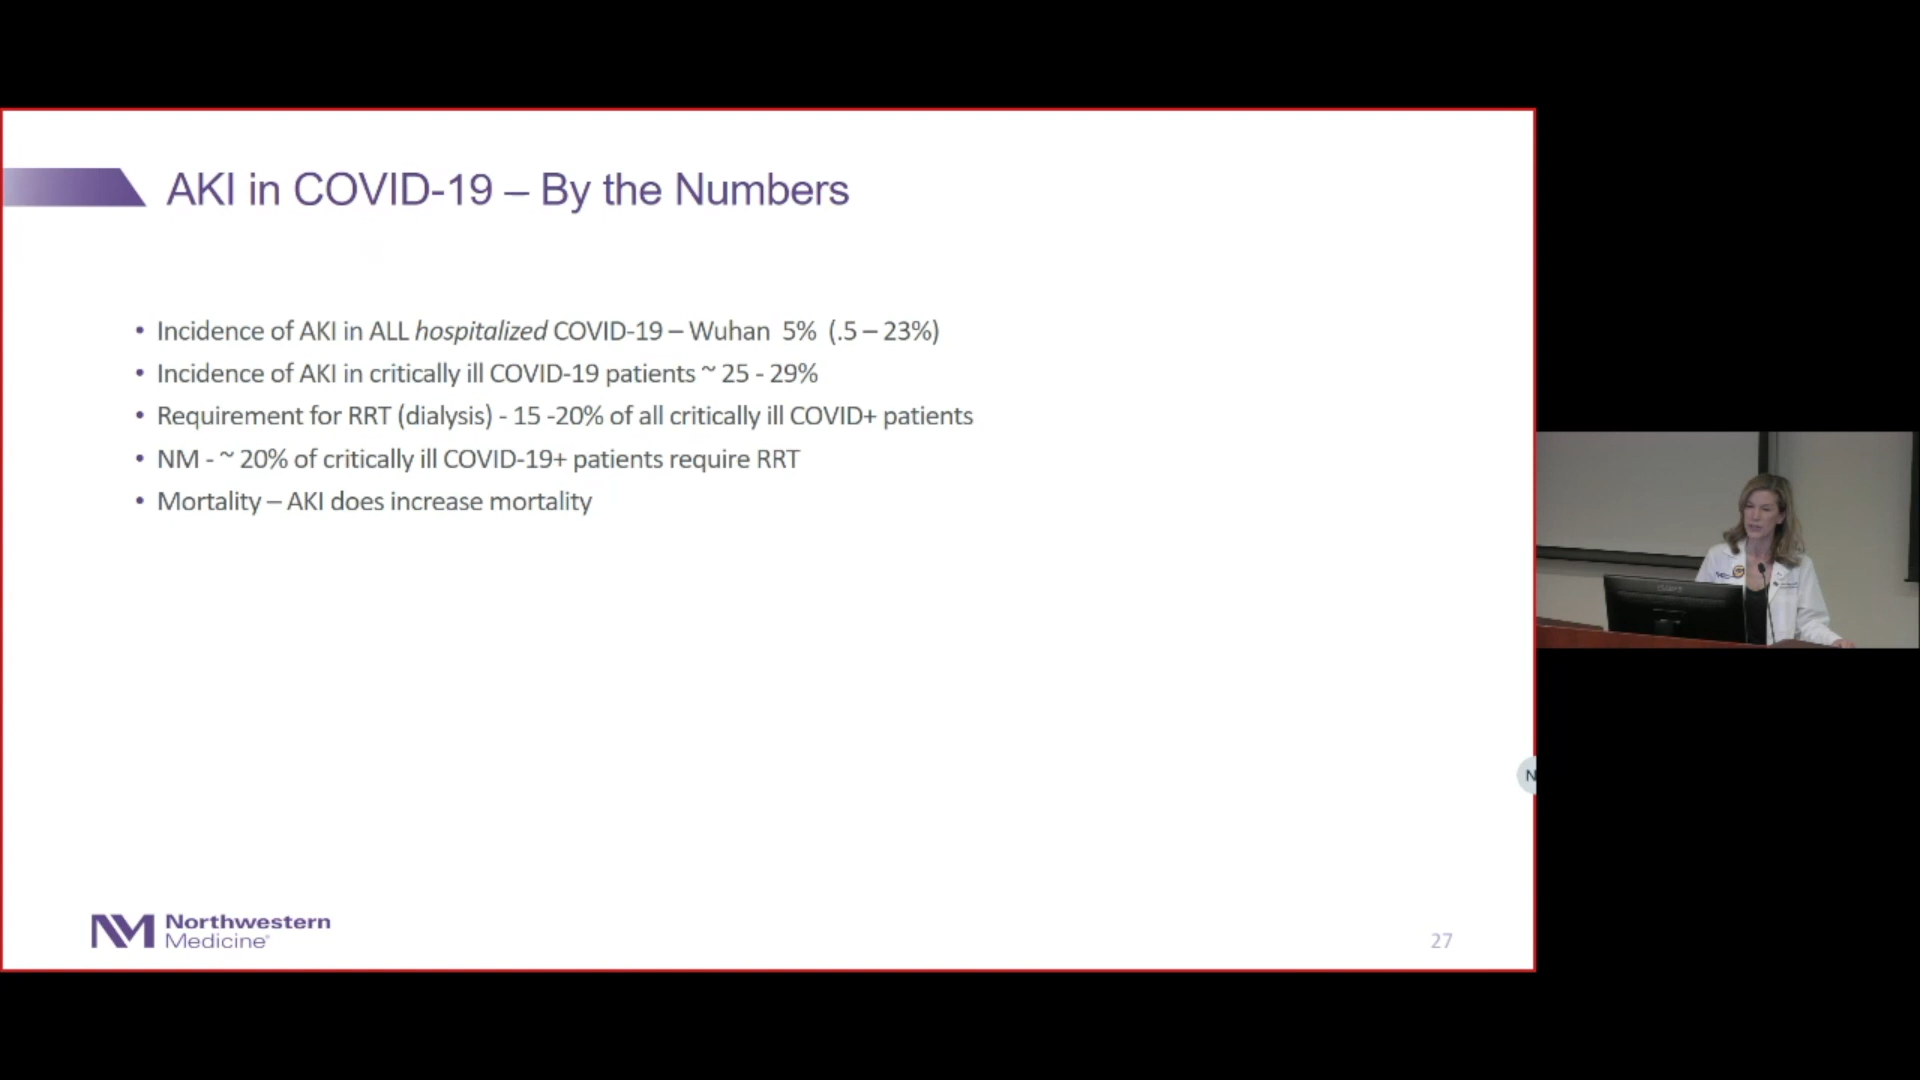 AKI in COVID-19 – By the Numbers
• Incidence of AKI in ALL hospitalized COVID-19 – Wuhan 5% (.5 – 23%)
• Incidence of AKI in critically ill COVID-19 patients ~ 25 - 29%
• Requirement for RRT (dialysis) - 15 -20% of all critically ill COVID+ patients
• NM - ~ 20% of critically ill COVID-19+ patients require RRT
• Mortality – AKI does increase mortality
N
NM Northwestern
Medicine®
27